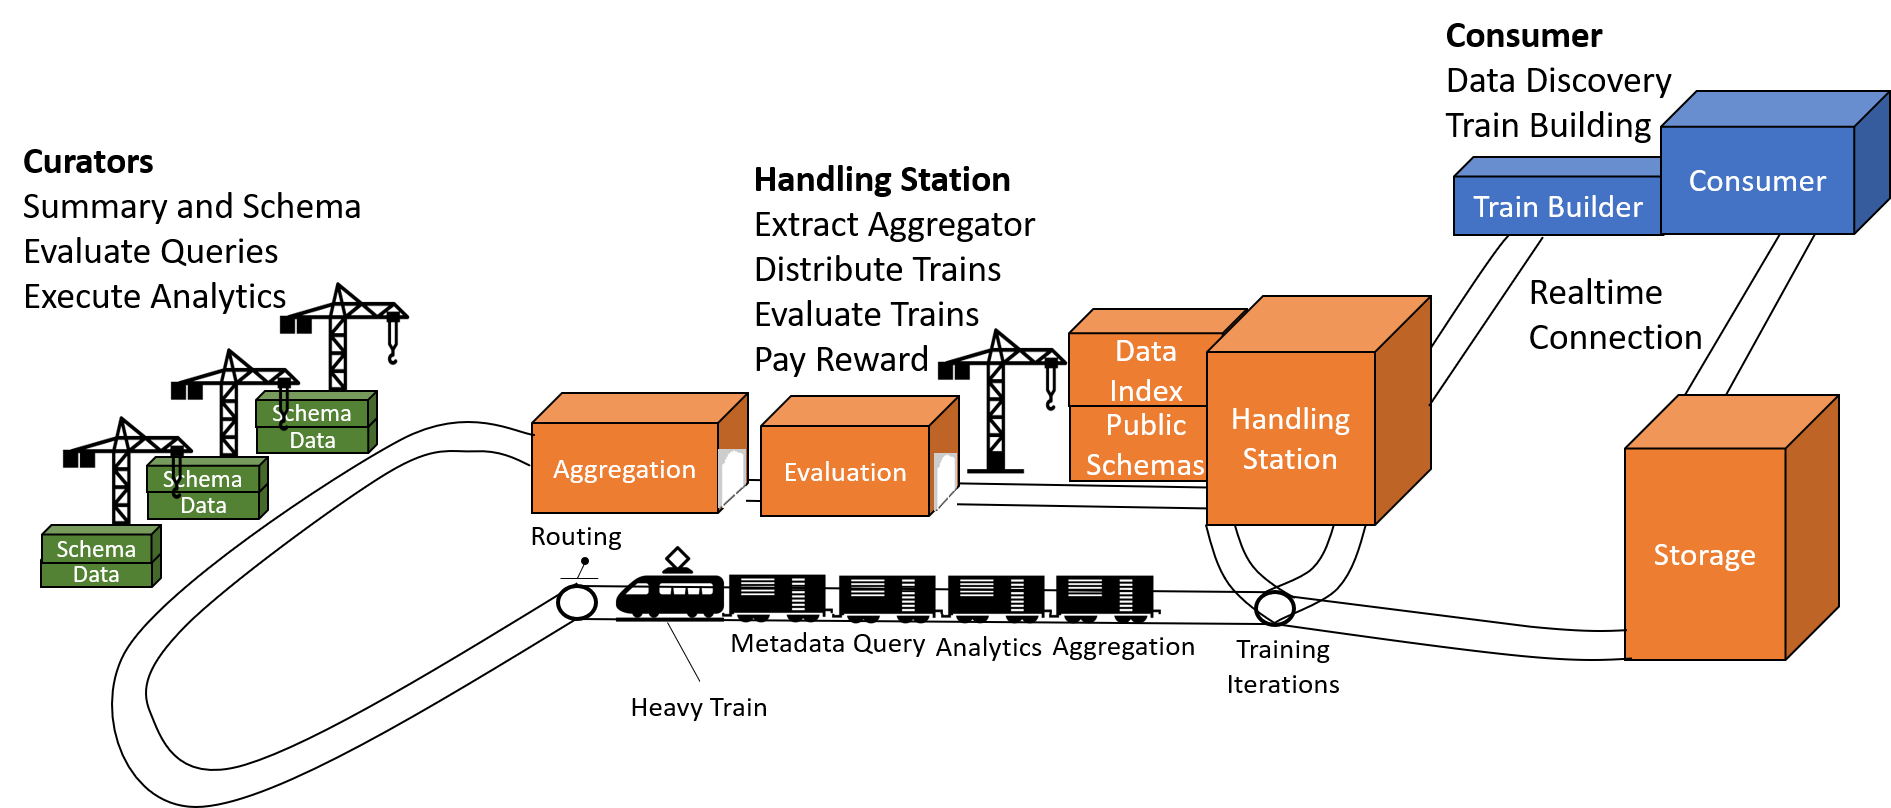 Consumer
Data Discovery
Train Building
Consumer
Train Builder
Curators
Summary and Schema
Evaluate Queries
Execute Analytics
Handling Station
Extract Aggregator
Distribute Trains
Evaluate Trains
Pay Reward
Realtime
Connection
Data
Index
Public
Schemas
Handling
Station
Schema
Data
Schema
Data
Schema
Data
Aggregation
Evaluation
Storage
Routing
Metadata Query Analytics Aggregation
Training
Iterations
Heavy Train